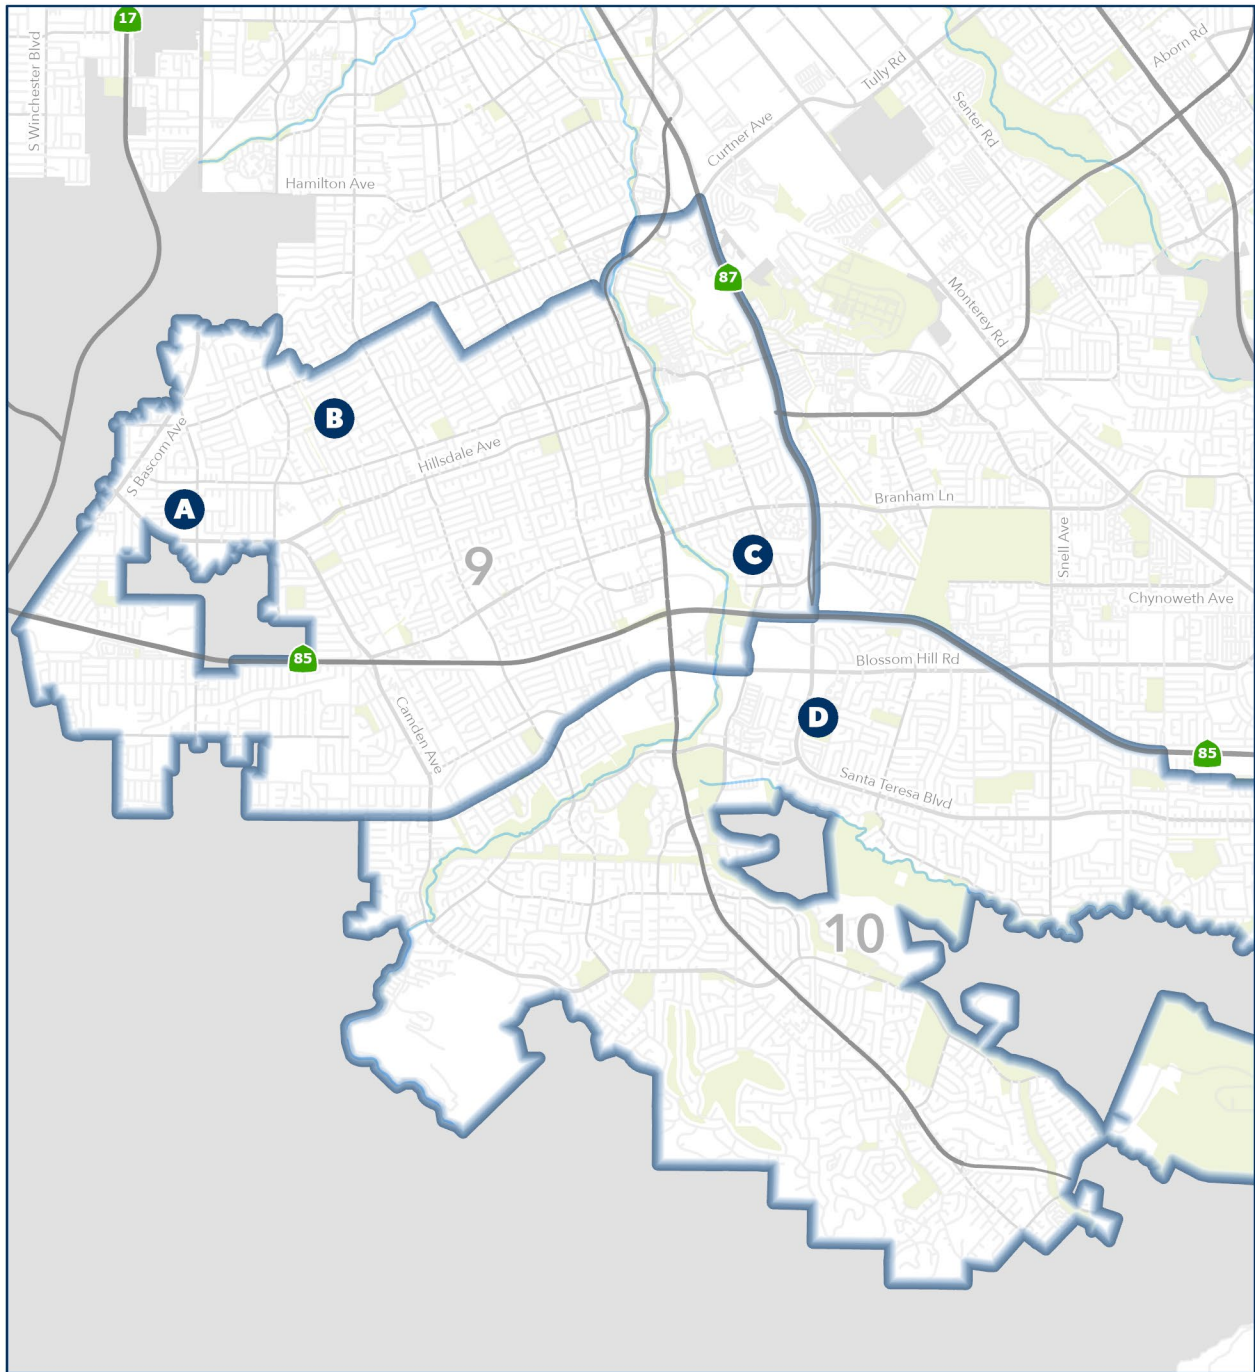 17
S Winchester Blvd
Aborn Rd
Tully Rd
Senter Rd
Curtner Ave
Hamilton Ave
87
Monterey Rd
B
S Bascom Ave
Hillsdale Ave
A
Branham Ln
Snell Ave
C
9
Chynoweth Ave
85
Blossom Hill Rd
Camden Ave
D
85
Santa Teresa Blvd
10